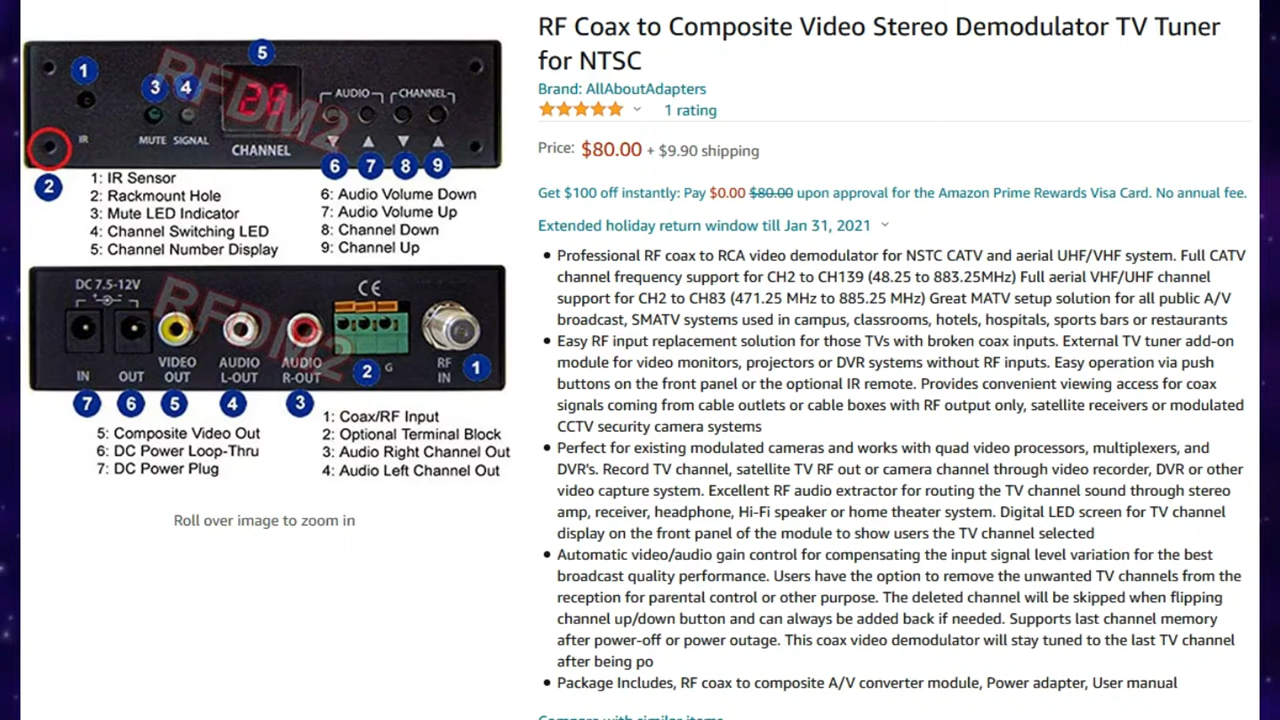 RF Coax to Composite Video Stereo Demodulator TV Tuner
for NTSC
Brand: AllAboutAdapters
1 rating
Price: $80.00 + $9.90 shipping
Get $100 off instantly: Pay $0.00 $80.00 upon approval for the Amazon Prime Rewards Visa Card. No annual fee.
Extended holiday return window till Jan 31, 2021
• Professional RF coax to RCA video demodulator for NSTC CATV and aerial UHF/VHF system. Full CATV
channel frequency support for CH2 to CH139 (48.25 to 883.25MHz) Full aerial VHF/UHF channel
support for CH2 to CH83 (471.25 MHz to 885.25 MHz) Great MATV setup solution for all public A/V
broadcast, SMATV systems used in campus, classrooms, hotels, hospitals, sports bars or restaurants
• Easy RF input replacement solution for those TVs with broken coax inputs. External TV tuner add-on
module for video monitors, projectors or DVR systems without RF inputs. Easy operation via push
buttons on the front panel or the optional IR remote. Provides convenient viewing access for coax
signals coming from cable outlets or cable boxes with RF output only, satellite receivers or modulated
CCTV security camera systems
• Perfect for existing modulated cameras and works with quad video processors, multiplexers, and
DVR's. Record TV channel, satellite TV RF out or camera channel through video recorder, DVR or other
video capture system. Excellent RF audio extractor for routing the TV channel sound through stereo
amp, receiver, headphone, Hi-Fi speaker or home theater system. Digital LED screen for TV channel
display on the front panel of the module to show users the TV channel selected
• Automatic video/audio gain control for compensating the input signal level variation for the best
broadcast quality performance. Users have the option to remove the unwanted TV channels from the
reception for parental control or other purpose. The deleted channel will be skipped when flipping
channel up/down button and can always be added back if needed. Supports last channel memory
after power-off or power outage. This coax video demodulator will stay tuned to the last TV channel
after being po
• Package Includes, RF coax to composite A/V converter module, Power adapter, User manual
Compare with similar items
RFDM2
1
2
3
4
5
29
AUDIO
CHANNEL
IR
MUTE
SIGNAL
CHANNEL
6
7
8
9
1: IR Sensor
2: Rackmount Hole
3: Mute LED Indicator
4: Channel Switching LED
5: Channel Number Display
6: Audio Volume Down
7: Audio Volume Up
8: Channel Down
9: Channel Up
RFDM2
DC 7.5-12V
CE
IN
OUT
VIDEO
OUT
AUDIO
L-OUT
AUDIO
R-OUT
G
RF
IN
7
6
5
4
3
2
1
5: Composite Video Out
6: DC Power Loop-Thru
7: DC Power Plug
1: Coax/RF Input
2: Optional Terminal Block
3: Audio Right Channel Out
4: Audio Left Channel Out
Roll over image to zoom in